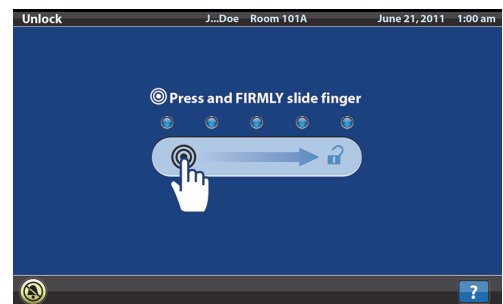 Unlock J...Doe Room 101A June 21, 2011 1:00 am
Press and FIRMLY slide finger
?